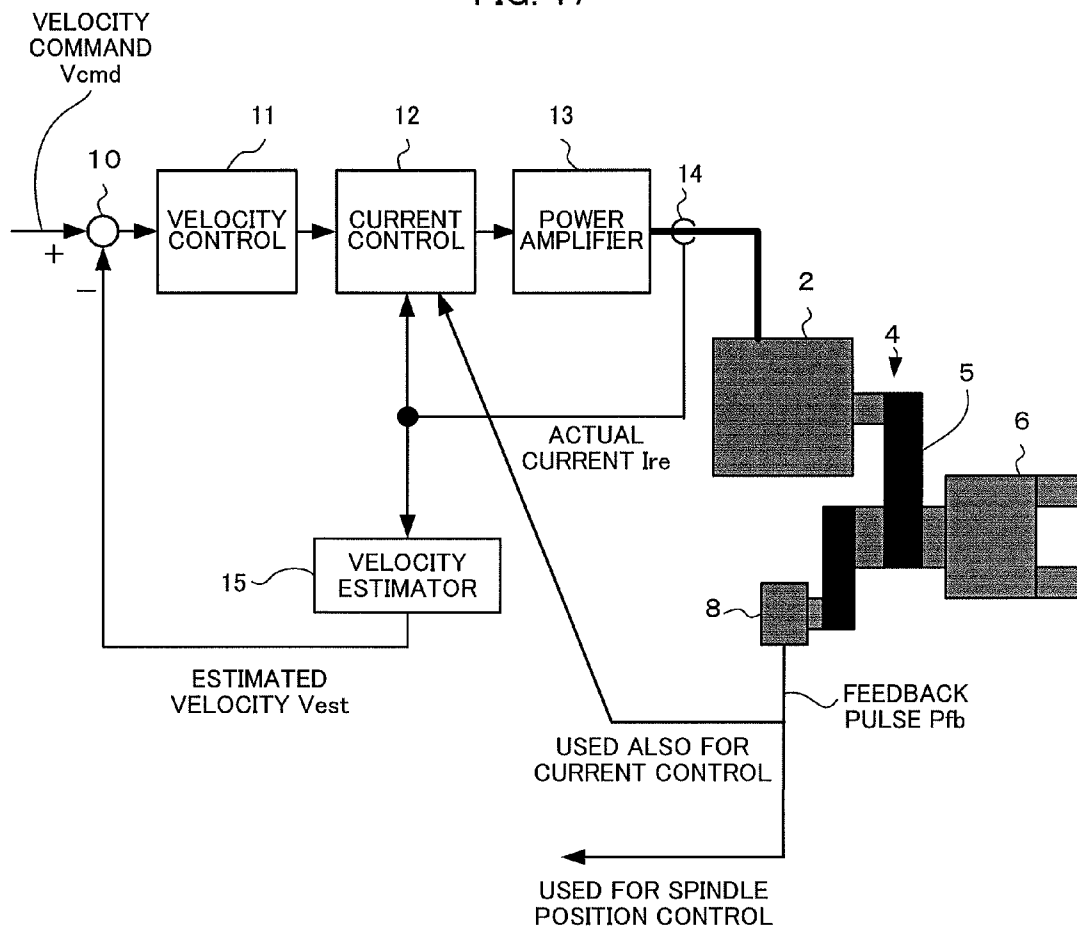 FIG. 17
VELOCITY
COMMAND
Vcmd
10
11
12
13
14
VELOCITY
CONTROL
CURRENT
CONTROL
POWER
AMPLIFIER
+
−
2
4
5
6
ACTUAL
CURRENT Ire
15
VELOCITY
ESTIMATOR
8
ESTIMATED
VELOCITY Vest
FEEDBACK
PULSE Pfb
USED ALSO FOR
CURRENT CONTROL
USED FOR SPINDLE
POSITION CONTROL